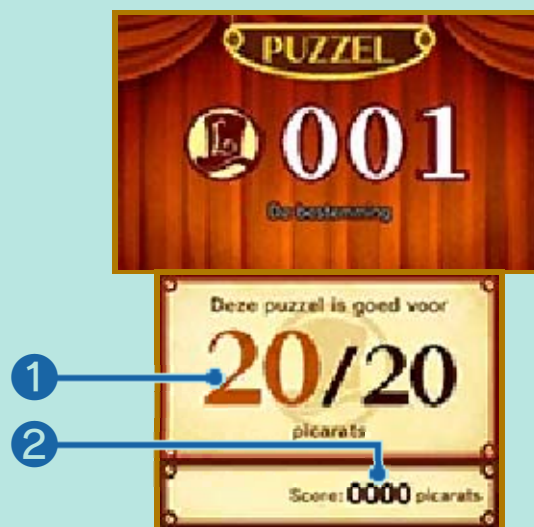 PUZZEL
001
De bestemming
Deze puzzel is goed voor
1
20/20
picarats
2
Score: 0000 picarats